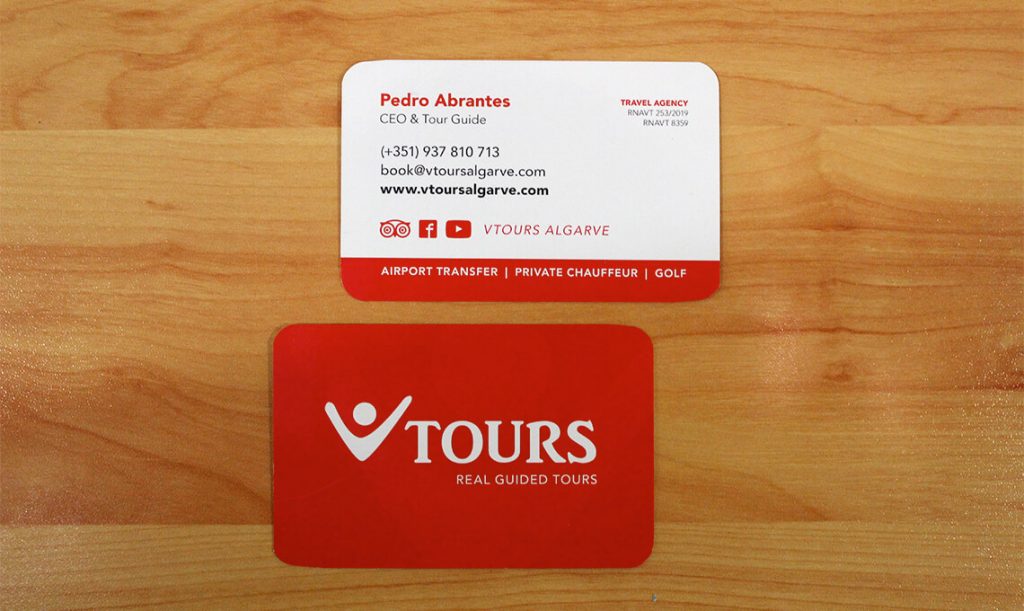 Pedro Abrantes
CEO & Tour Guide
TRAVEL AGENCY
RNAVT 253/2019
RNAVT 8359
(+351) 937 810 713
book@vtoursalgarve.com
www.vtoursalgarve.com
VTOURS ALGARVE
AIRPORT TRANSFER | PRIVATE CHAUFFEUR | GOLF
VTOURS
REAL GUIDED TOURS